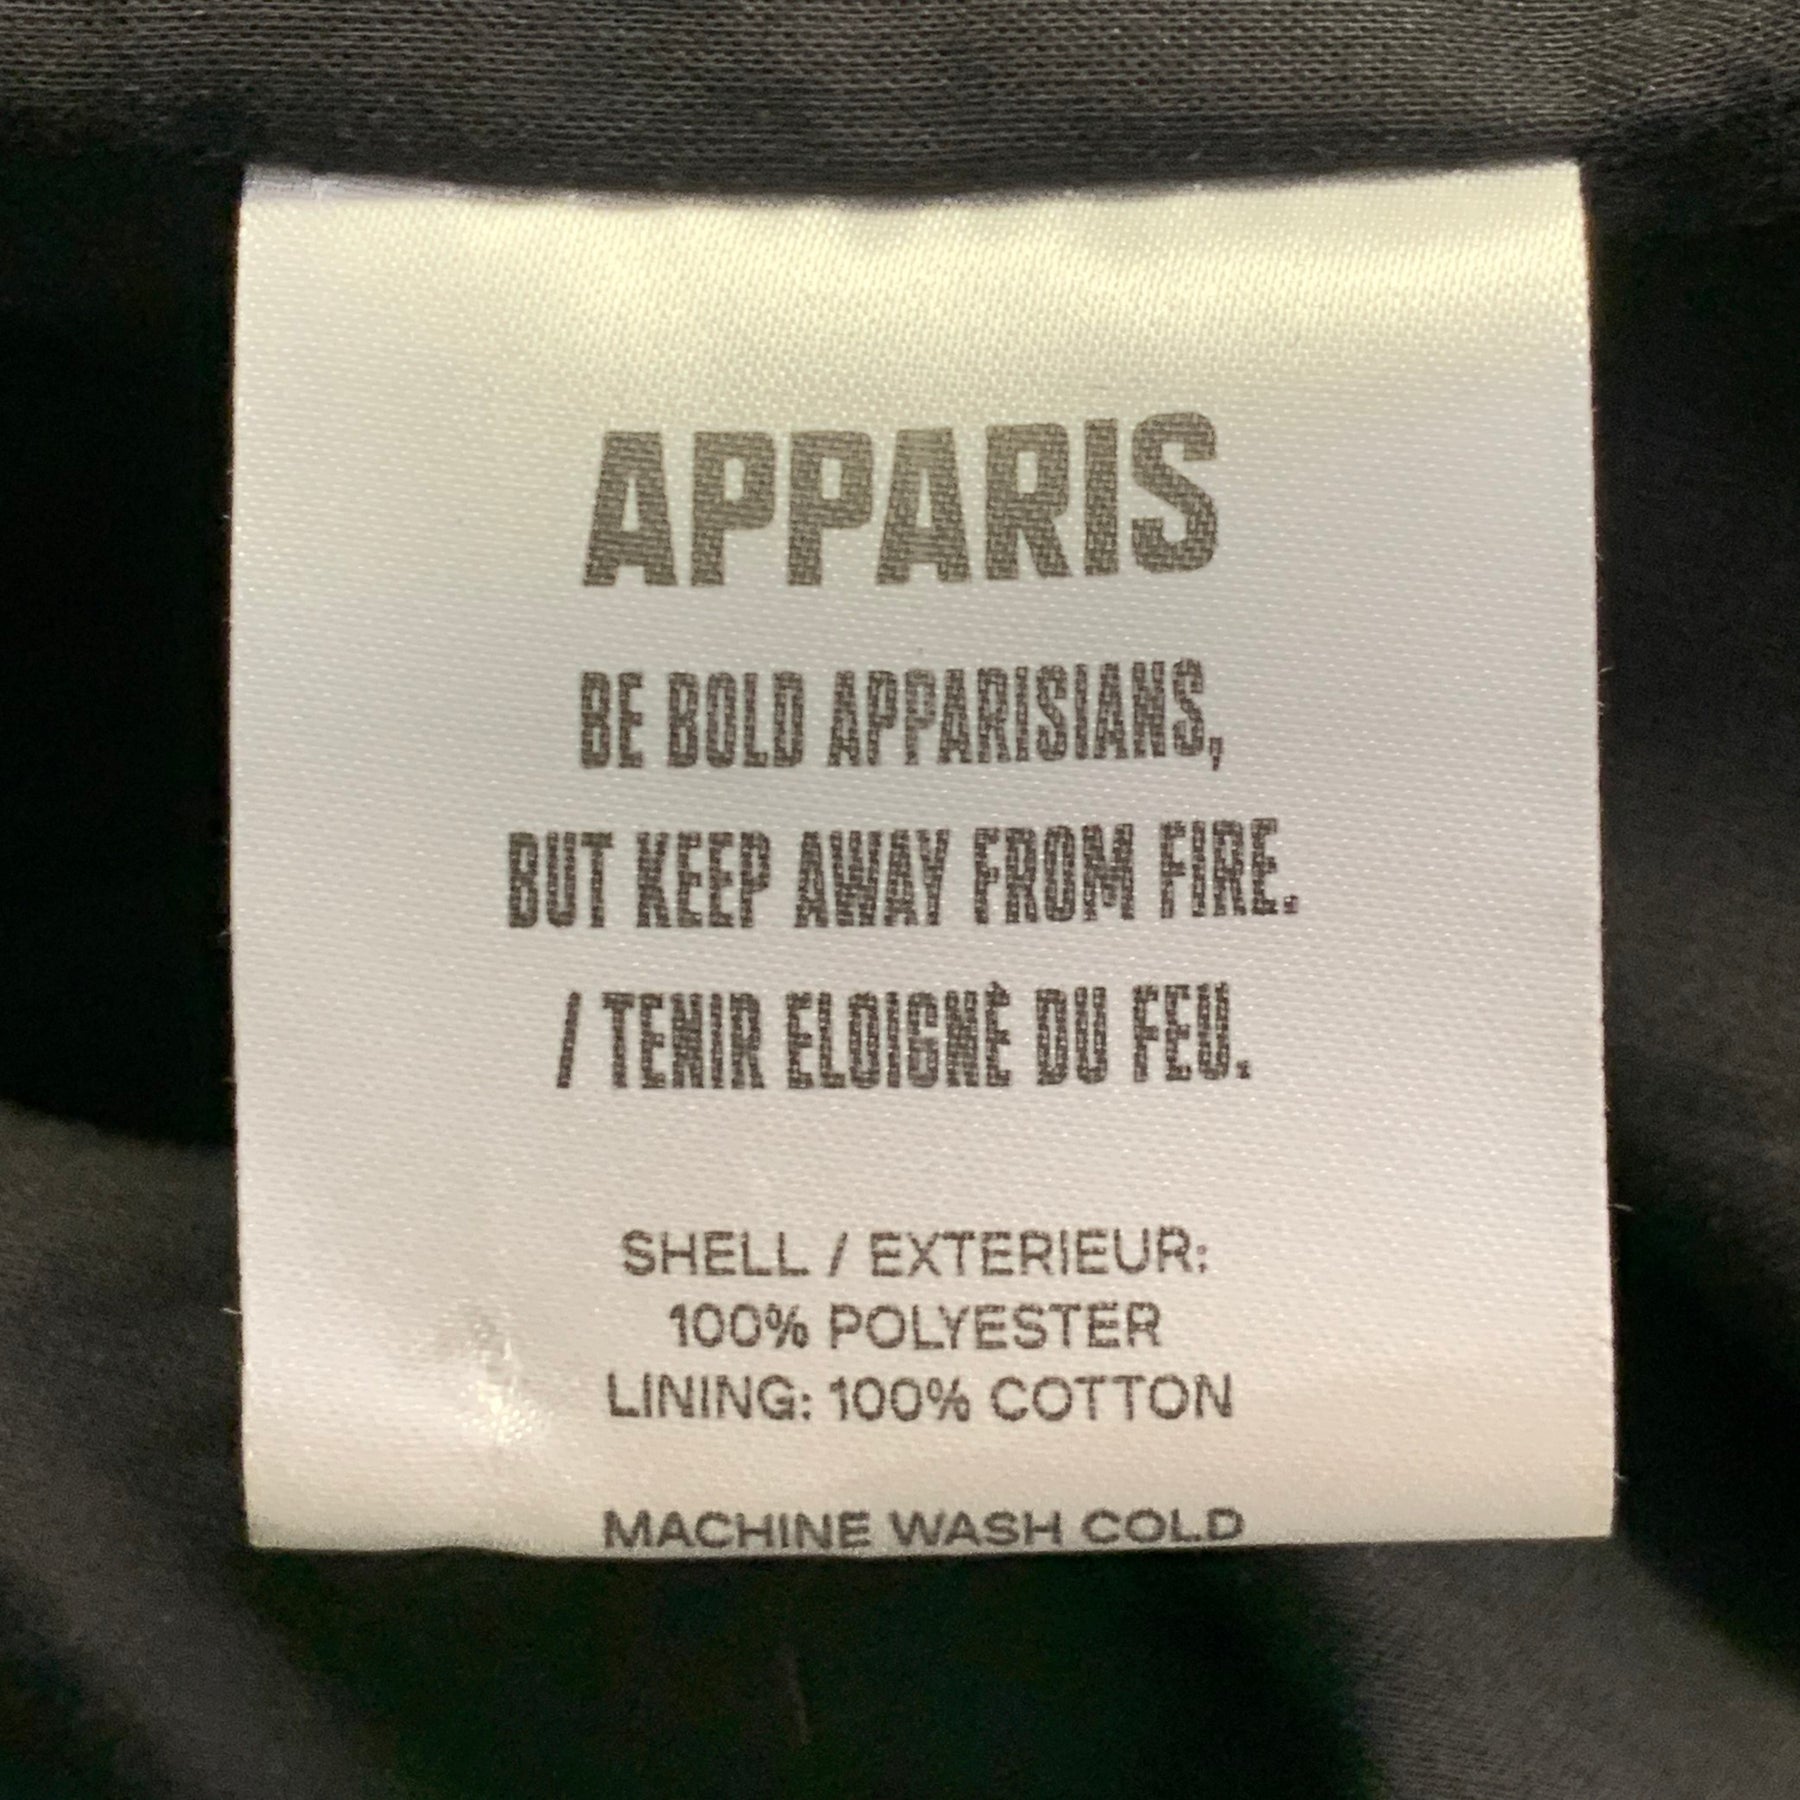 APPARIS
BE BOLD APPARISIANS,
BUT KEEP AWAY FROM FIRE.
/ TENIR ELOIGNÈ DU FEU.
SHELL / EXTERIEUR:
100% POLYESTER
LINING: 100% COTTON
MACHINE WASH COLD